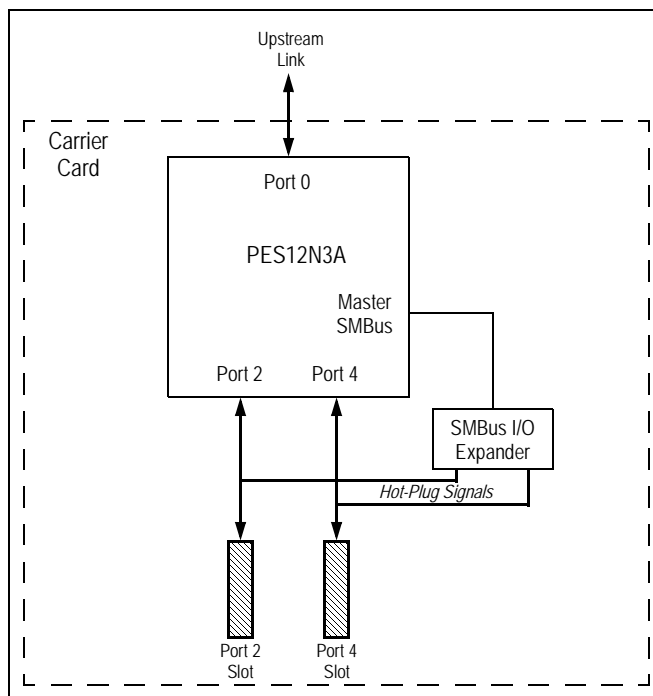 Upstream
Link
Carrier
Card
Port 0
PES12N3A
Master
SMBus
Port 2
Port 4
SMBus I/O
Expander
Hot-Plug Signals
Port 2
Slot
Port 4
Slot